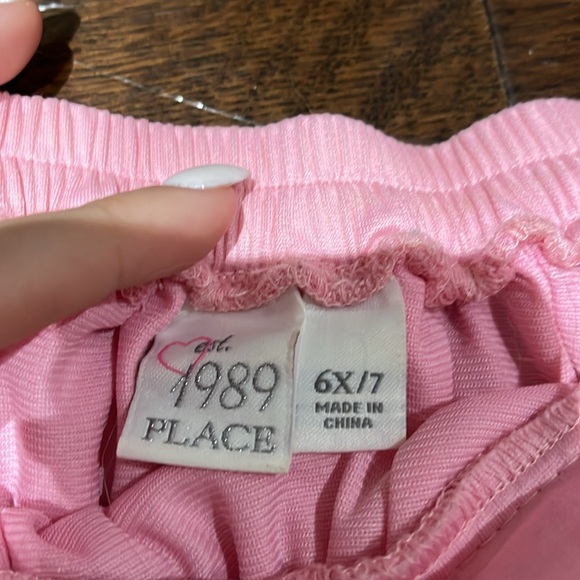 est.
1989
PLACE
6X/7
MADE IN
CHINA